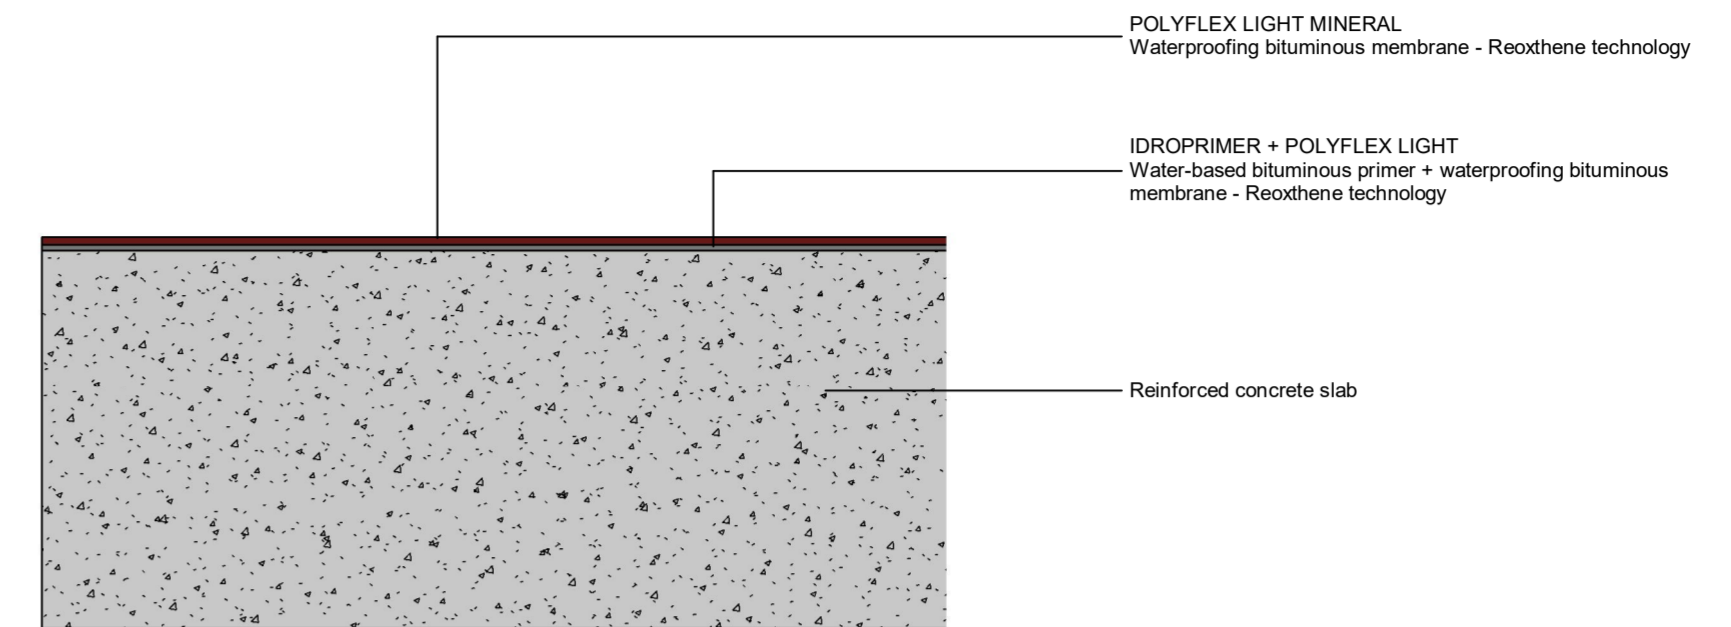 POLYFLEX LIGHT MINERAL
Waterproofing bituminous membrane - Reoxthene technology
IDROPRIMER + POLYFLEX LIGHT
Water-based bituminous primer + waterproofing bituminous
membrane - Reoxthene technology
Reinforced concrete slab